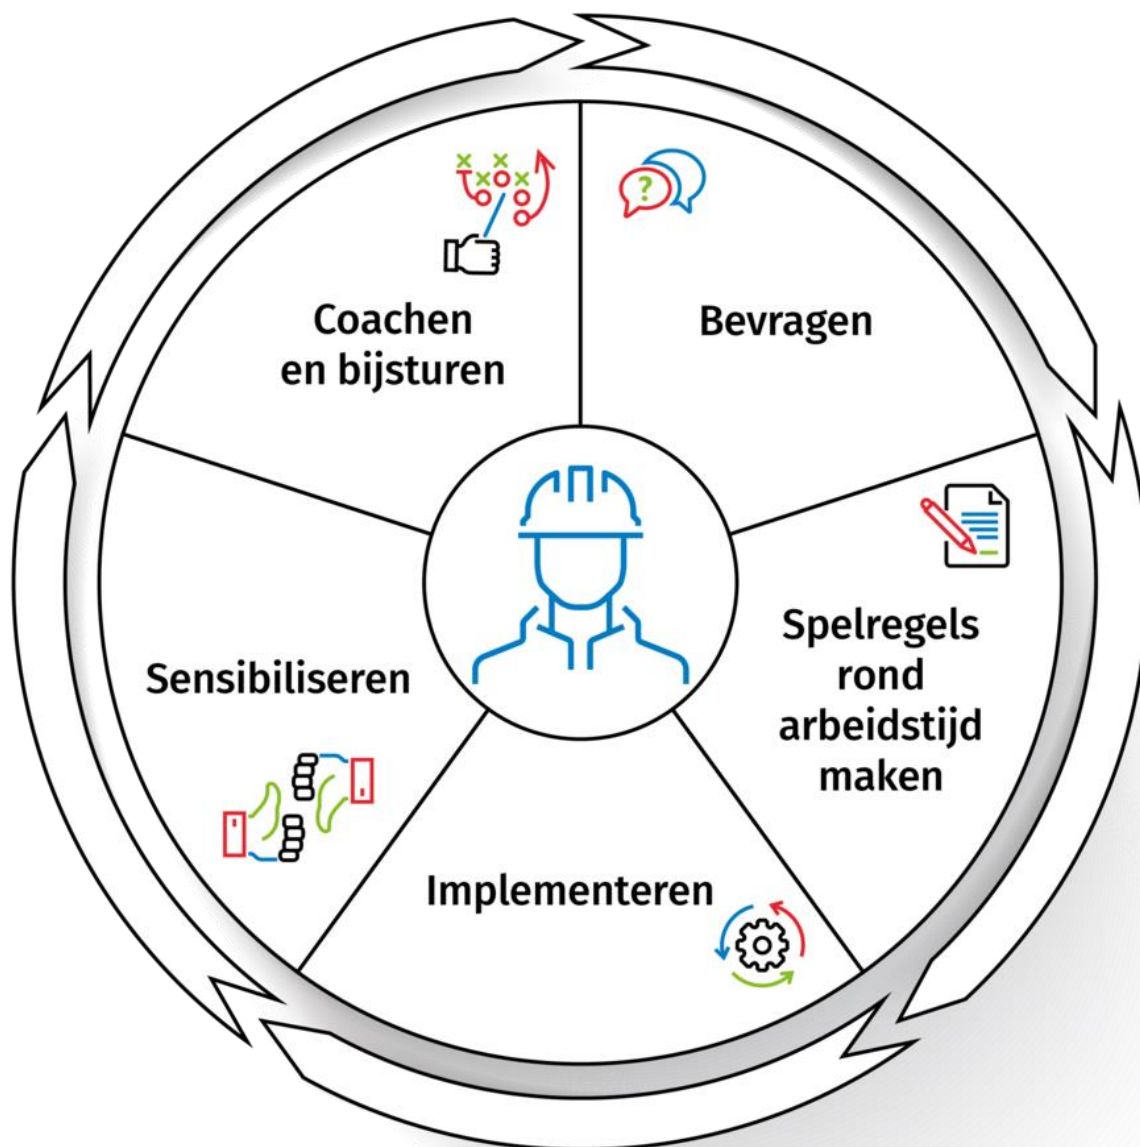 Coachen
en bijsturen
?
Bevragen
Spelregels
rond
arbeidstijd
maken
Implementeren
Sensibiliseren